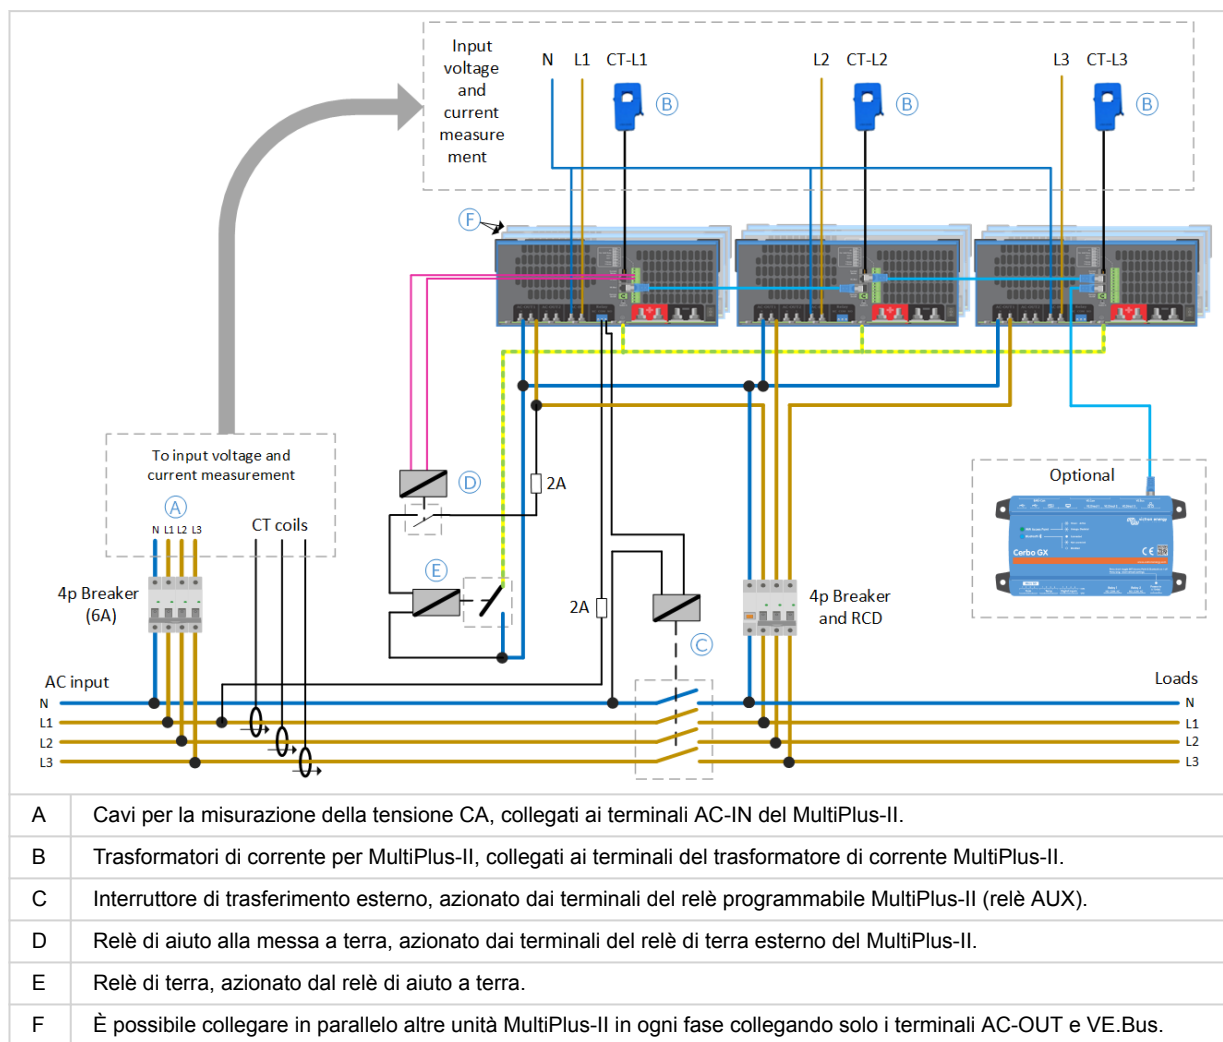 Input
voltage
and
current
measure
ment
N L1 CT-L1
L2 CT-L2
L3 CT-L3
B
B
B
F
To input voltage and
current measurement
A
N L1 L2 L3
CT coils
4p Breaker
(6A)
D
2A
E
2A
C
4p Breaker
and RCD
Optional
victron energy
Cerbo GX
AC input
N
L1
L2
L3
Loads
N
L1
L2
L3
A Cavi per la misurazione della tensione CA, collegati ai terminali AC-IN del MultiPlus-II.
B Trasformatori di corrente per MultiPlus-II, collegati ai terminali del trasformatore di corrente MultiPlus-II.
C Interruttore di trasferimento esterno, azionato dai terminali del relè programmabile MultiPlus-II (relè AUX).
D Relè di aiuto alla messa a terra, azionato dai terminali del relè di terra esterno del MultiPlus-II.
E Relè di terra, azionato dal relè di aiuto a terra.
F È possibile collegare in parallelo altre unità MultiPlus-II in ogni fase collegando solo i terminali AC-OUT e VE.Bus.